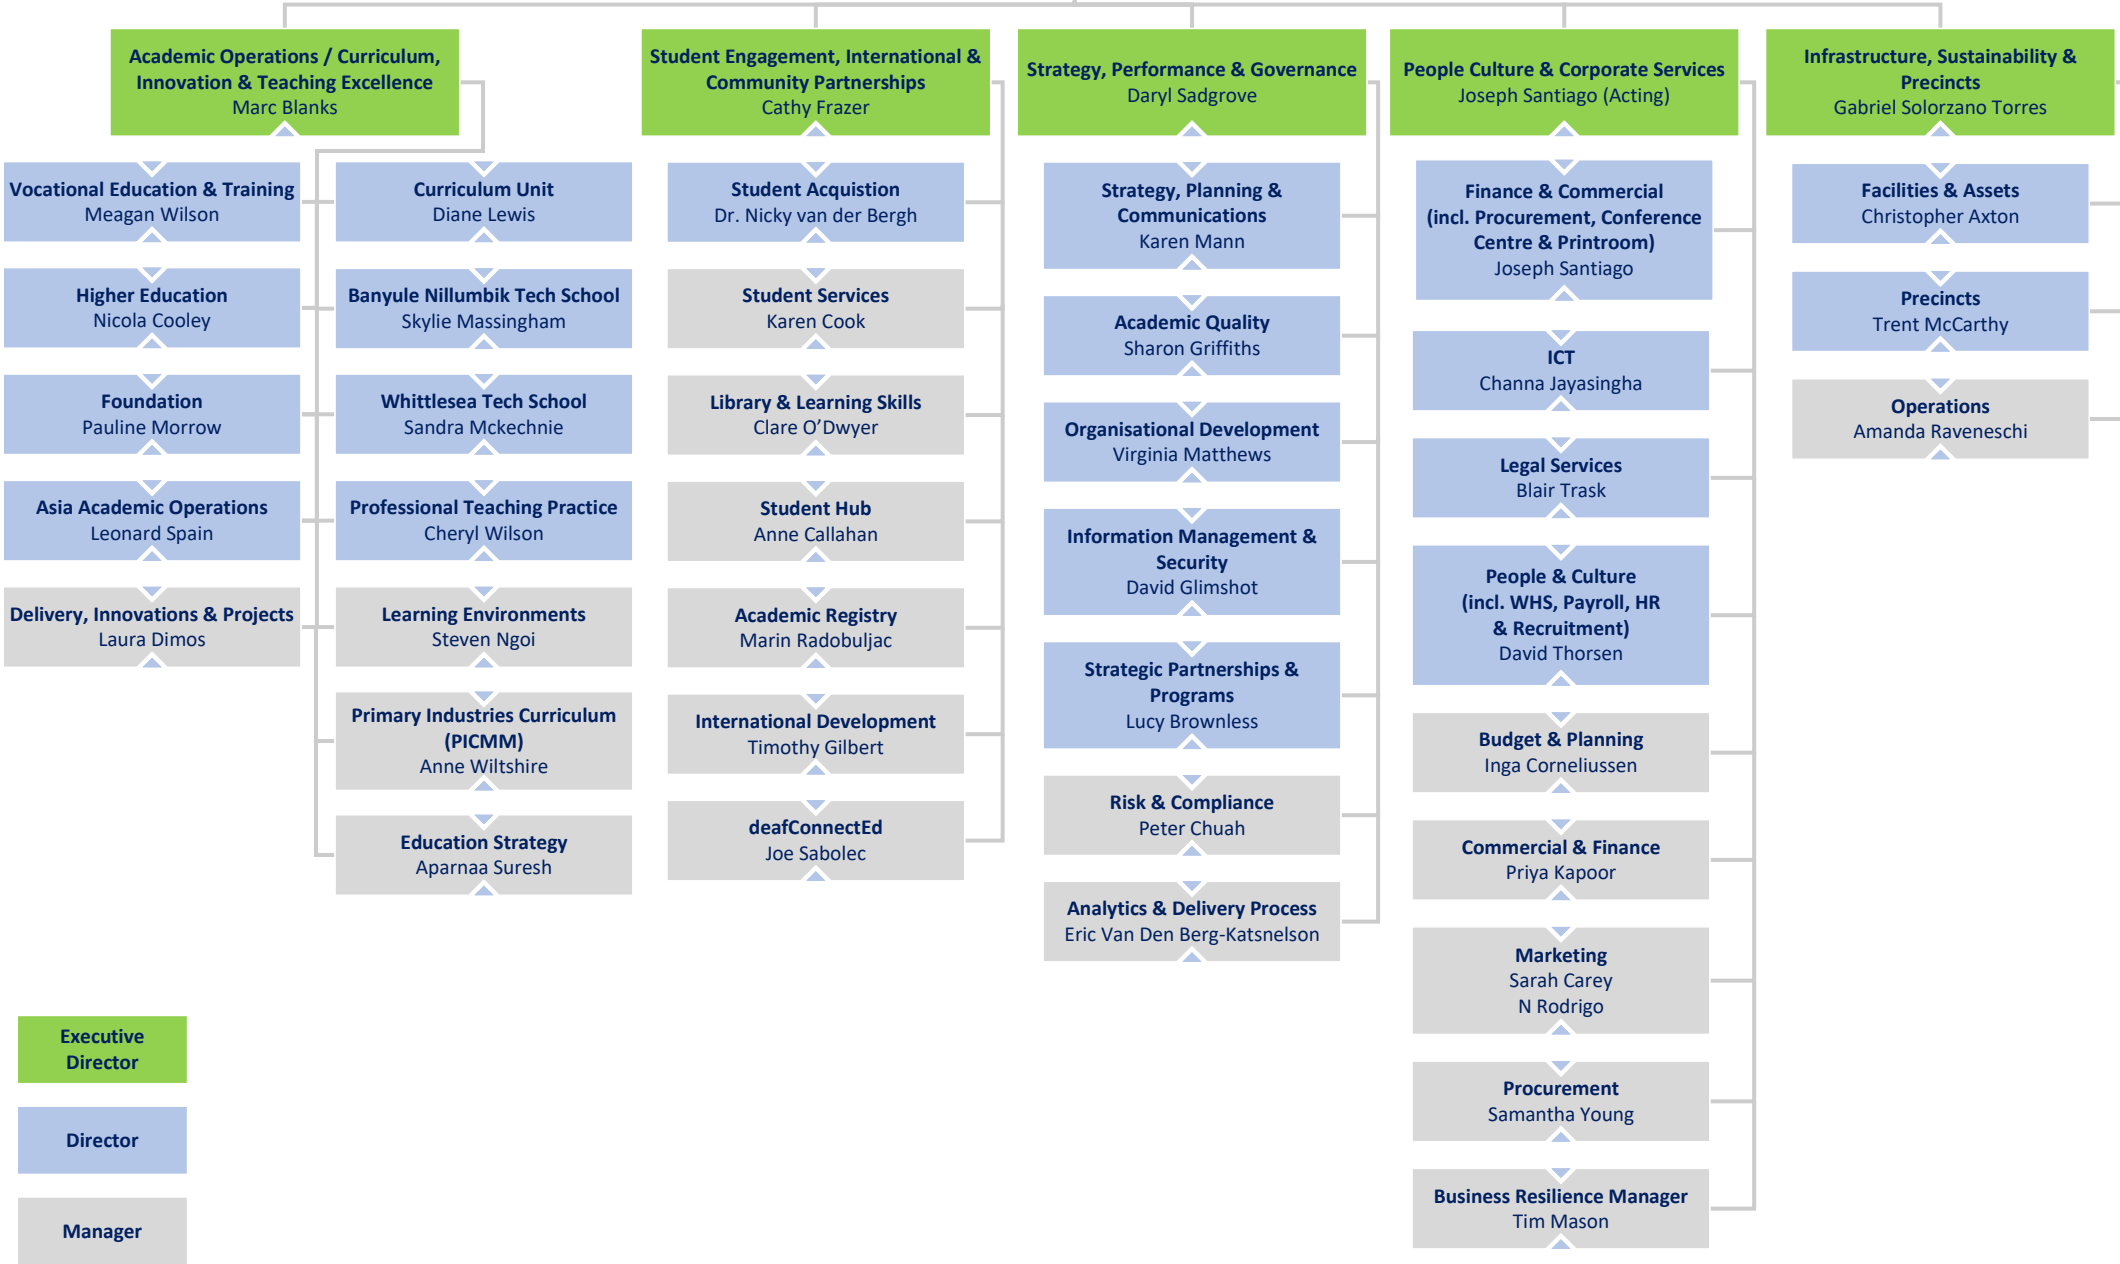 Academic Operations / Curriculum,
Innovation & Teaching Excellence
Marc Blanks
Vocational Education & Training
Meagan Wilson
Higher Education
Nicola Cooley
Foundation
Pauline Morrow
Asia Academic Operations
Leonard Spain
Delivery, Innovations & Projects
Laura Dimos
Curriculum Unit
Diane Lewis
Banyule Nillumbik Tech School
Skylie Massingham
Whittlesea Tech School
Sandra Mckechnie
Professional Teaching Practice
Cheryl Wilson
Learning Environments
Steven Ngoi
Primary Industries Curriculum
(PICMM)
Anne Wiltshire
Education Strategy
Aparnaa Suresh
Student Engagement, International &
Community Partnerships
Cathy Frazer
Student Acquistion
Dr. Nicky van der Bergh
Student Services
Karen Cook
Library & Learning Skills
Clare O’Dwyer
Student Hub
Anne Callahan
Academic Registry
Marin Radobuljac
International Development
Timothy Gilbert
deafConnectEd
Joe Sabolec
Strategy, Performance & Governance
Daryl Sadgrove
Strategy, Planning &
Communications
Karen Mann
Academic Quality
Sharon Griffiths
Organisational Development
Virginia Matthews
Information Management &
Security
David Glimshot
Strategic Partnerships &
Programs
Lucy Brownless
Risk & Compliance
Peter Chuah
Analytics & Delivery Process
Eric Van Den Berg-Katsnelson
People Culture & Corporate Services
Joseph Santiago (Acting)
Finance & Commercial
(incl. Procurement, Conference
Centre & Printroom)
Joseph Santiago
ICT
Channa Jayasingha
Legal Services
Blair Trask
People & Culture
(incl. WHS, Payroll, HR
& Recruitment)
David Thorsen
Budget & Planning
Inga Corneliussen
Commercial & Finance
Priya Kapoor
Marketing
Sarah Carey
N Rodrigo
Procurement
Samantha Young
Business Resilience Manager
Tim Mason
Infrastructure, Sustainability &
Precincts
Gabriel Solorzano Torres
Facilities & Assets
Christopher Axton
Precincts
Trent McCarthy
Operations
Amanda Raveneschi
Executive
Director
Director
Manager